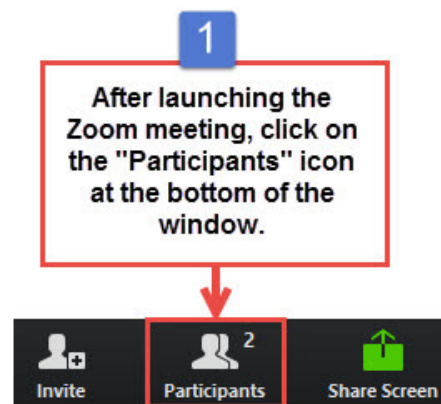 1
After launching the
Zoom meeting, click on
the "Participants" icon
at the bottom of the
window.
2
Invite
Participants
Share Screen